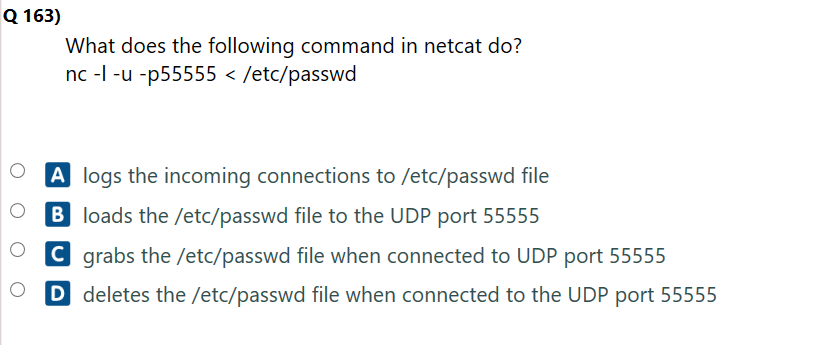 Q 163)
What does the following command in netcat do?
nc -l -u -p55555 < /etc/passwd
A logs the incoming connections to /etc/passwd file
B loads the /etc/passwd file to the UDP port 55555
C grabs the /etc/passwd file when connected to UDP port 55555
D deletes the /etc/passwd file when connected to the UDP port 55555